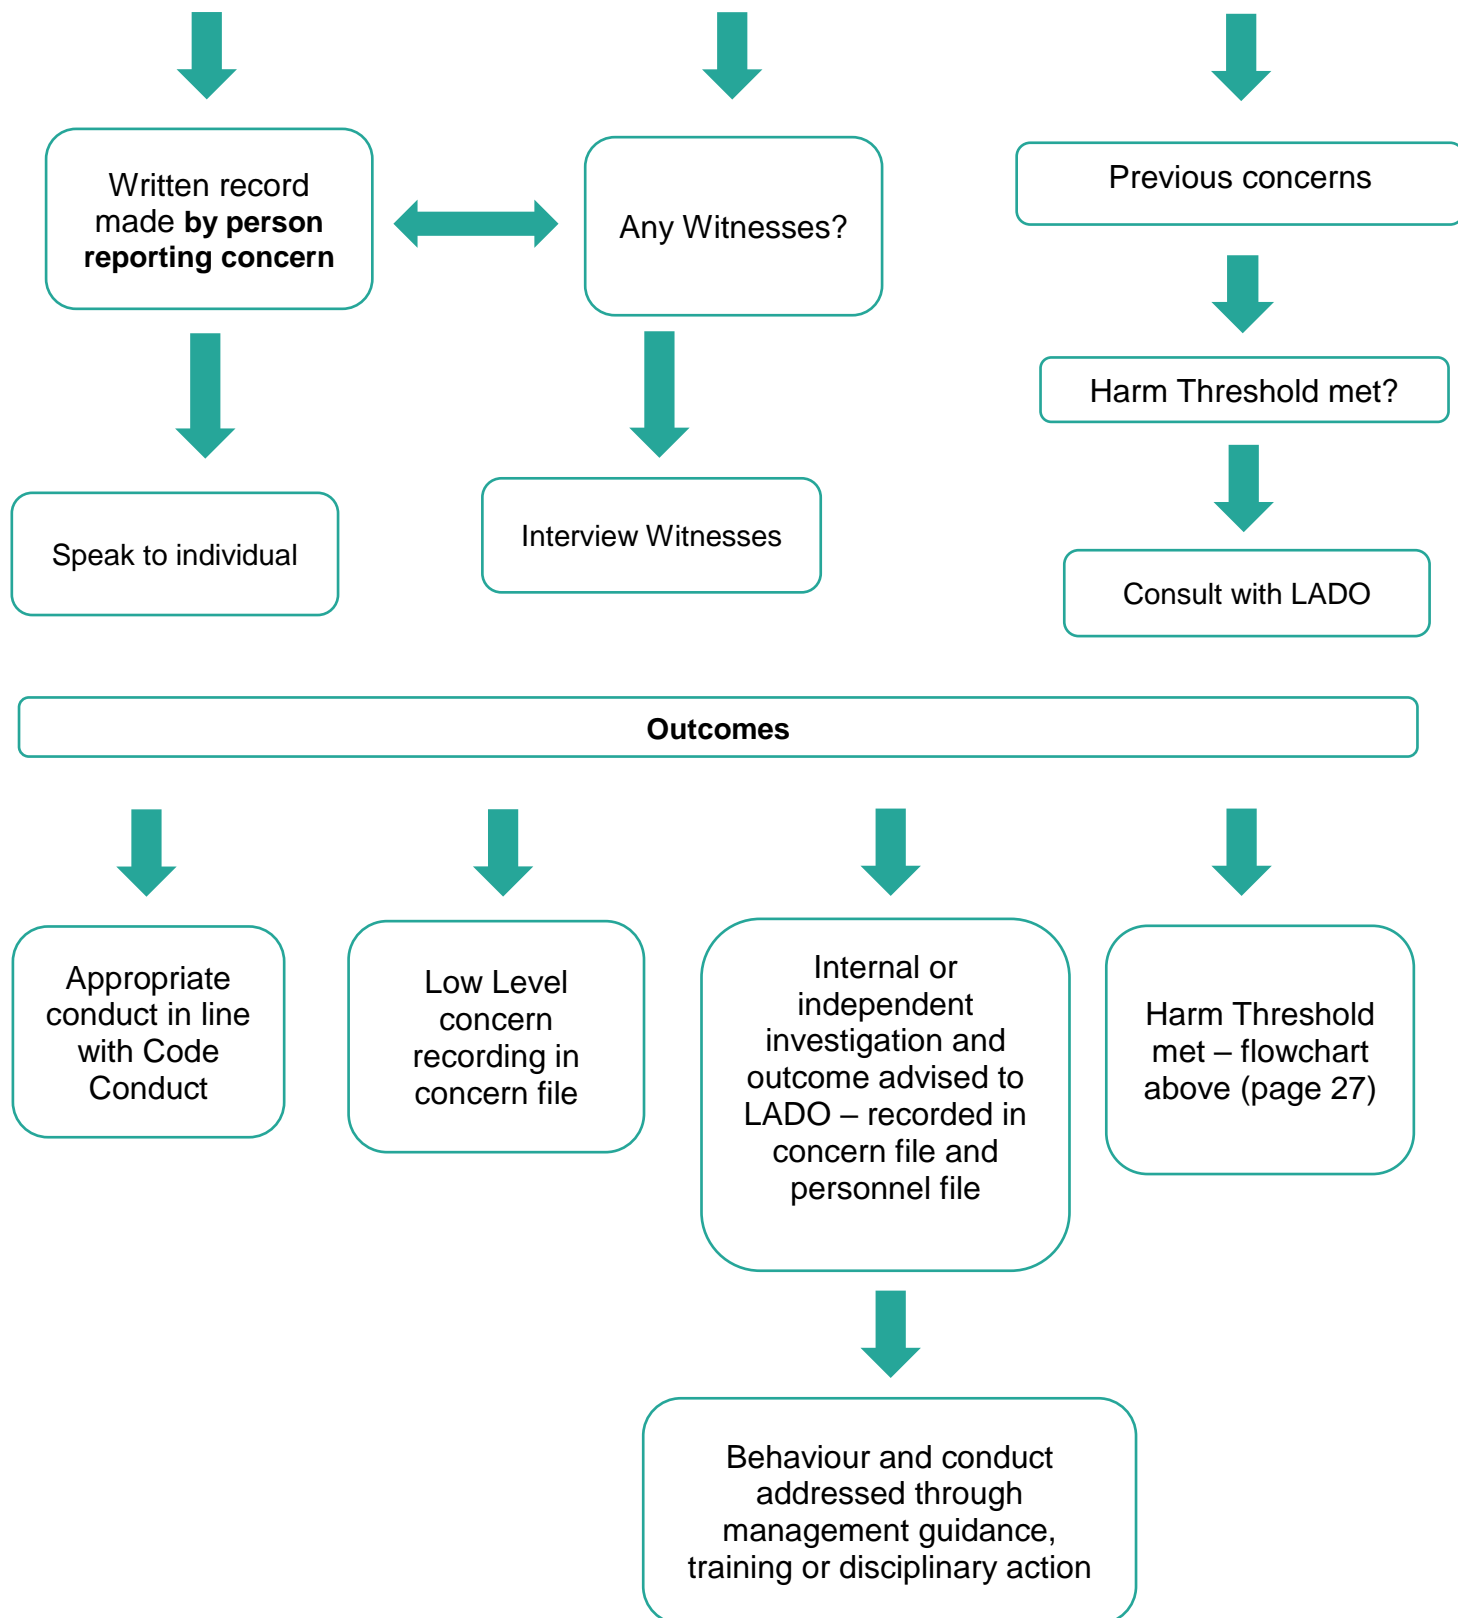 Written record
made by person
reporting concern
Any Witnesses?
Previous concerns
Harm Threshold met?
Speak to individual
Interview Witnesses
Consult with LADO
Outcomes
Appropriate
conduct in line
with Code
Conduct
Low Level
concern
recording in
concern file
Internal or
independent
investigation and
outcome advised to
LADO – recorded in
concern file and
personnel file
Harm Threshold
met – flowchart
above (page 27)
Behaviour and conduct
addressed through
management guidance,
training or disciplinary action